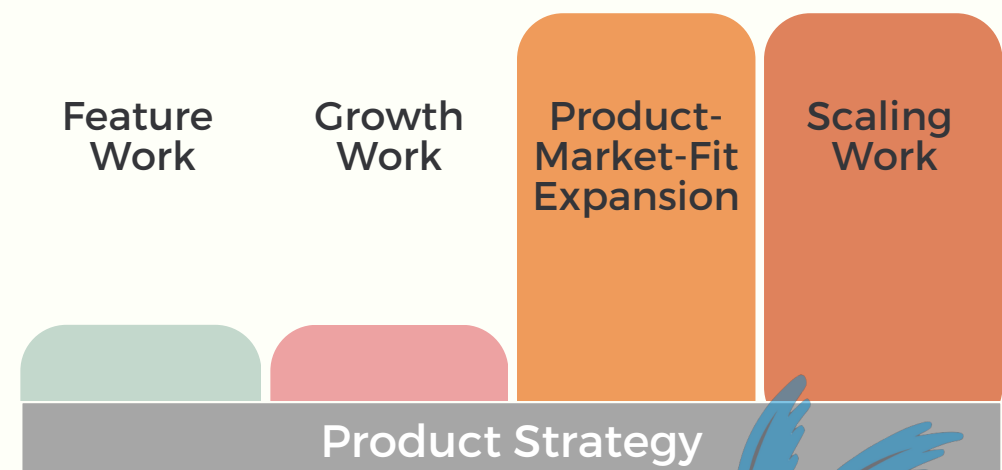 Feature
Work
Growth
Work
Product-
Market-Fit
Expansion
Scaling
Work
Product Strategy